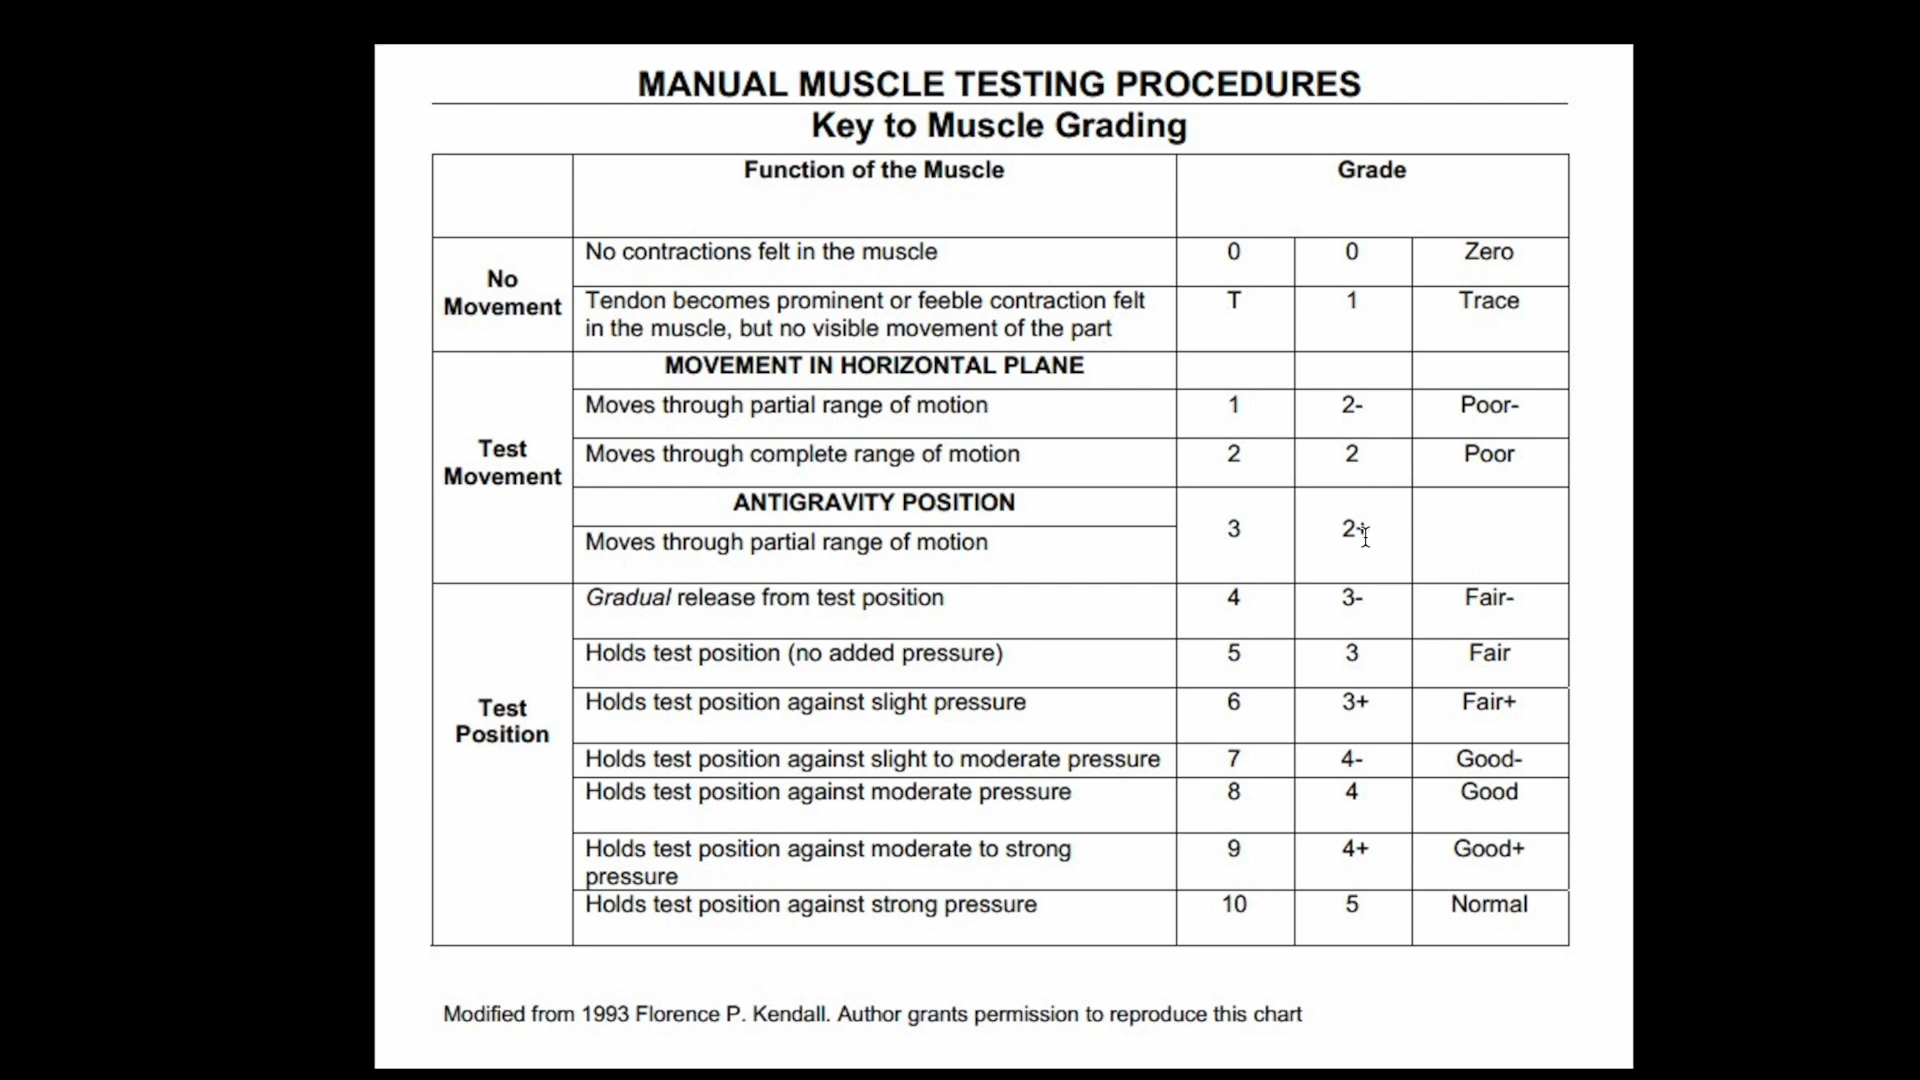 MANUAL MUSCLE TESTING PROCEDURES
Key to Muscle Grading
Function of the Muscle Grade
No Movement
No contractions felt in the muscle 0 0 Zero
Tendon becomes prominent or feeble contraction felt
in the muscle, but no visible movement of the part T 1 Trace
Test Movement
MOVEMENT IN HORIZONTAL PLANE
Moves through partial range of motion 1 2- Poor-
Moves through complete range of motion 2 2 Poor
ANTIGRAVITY POSITION
Moves through partial range of motion 3 2+
Test Position
Gradual release from test position 4 3- Fair-
Holds test position (no added pressure) 5 3 Fair
Holds test position against slight pressure 6 3+ Fair+
Holds test position against slight to moderate pressure 7 4- Good-
Holds test position against moderate pressure 8 4 Good
Holds test position against moderate to strong
pressure 9 4+ Good+
Holds test position against strong pressure 10 5 Normal
Modified from 1993 Florence P. Kendall. Author grants permission to reproduce this chart